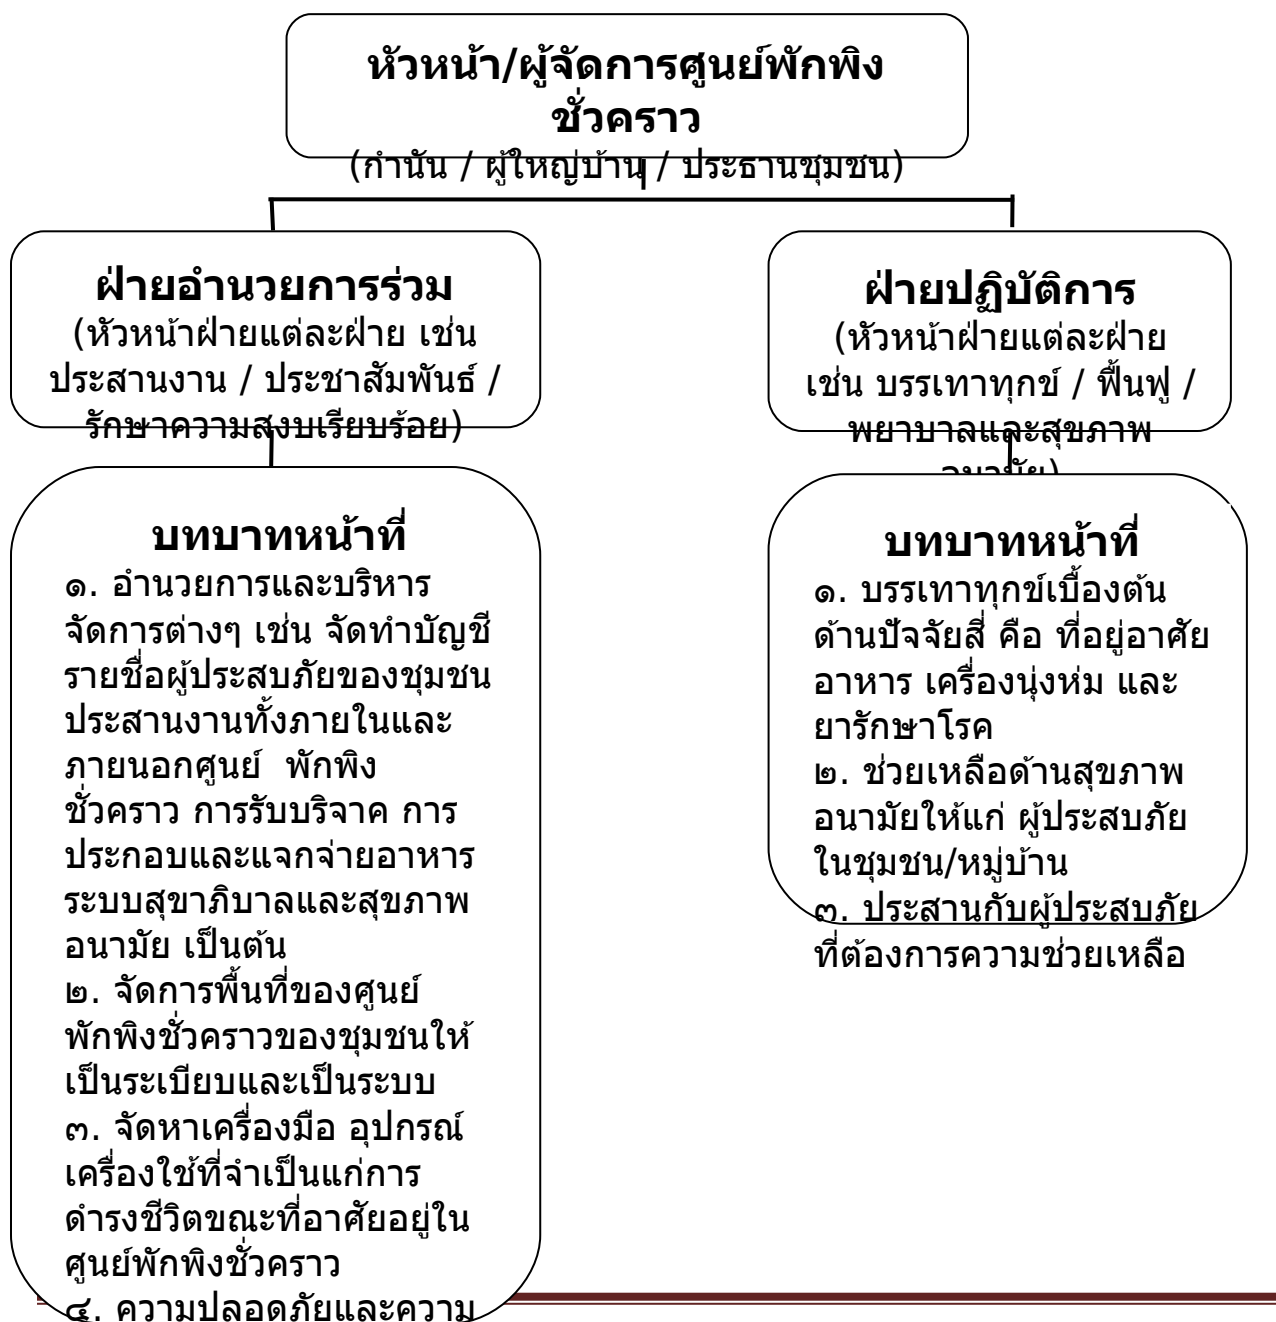 หัวหน้า/ผู้จัดการศูนย์พักพิง
ชั่วคราว
(กำนัน / ผู้ใหญ่บ้าน / ประธานชุมชน)
ฝ่ายอำนวยการร่วม
(หัวหน้าฝ่ายแต่ละฝ่าย เช่น
ประสานงาน / ประชาสัมพันธ์ /
รักษาความสงบเรียบร้อย)
ฝ่ายปฏิบัติการ
(หัวหน้าฝ่ายแต่ละฝ่าย
เช่น บรรเทาทุกข์ / ฟื้นฟู /
พยาบาลและสุขภาพ
อนามัย)
บทบาทหน้าที่
๑. อำนวยการและบริหาร
จัดการต่างๆ เช่น จัดทำบัญชี
รายชื่อผู้ประสบภัยของชุมชน
ประสานงานทั้งภายในและ
ภายนอกศูนย์  พักพิง
ชั่วคราว การรับบริจาค การ
ประกอบและแจกจ่ายอาหาร
ระบบสุขาภิบาลและสุขภาพ
อนามัย เป็นต้น
๒. จัดการพื้นที่ของศูนย์
พักพิงชั่วคราวของชุมชนให้
เป็นระเบียบและเป็นระบบ
๓. จัดหาเครื่องมือ อุปกรณ์
เครื่องใช้ที่จำเป็นแก่การ
ดำรงชีวิตขณะที่อาศัยอยู่ใน
ศูนย์พักพิงชั่วคราว
๔. ความปลอดภัยและความ
บทบาทหน้าที่
๑. บรรเทาทุกข์เบื้องต้น
ด้านปัจจัยสี่ คือ ที่อยู่อาศัย
อาหาร เครื่องนุ่งห่ม และ
ยารักษาโรค
๒. ช่วยเหลือด้านสุขภาพ
อนามัยให้แก่ ผู้ประสบภัย
ในชุมชน/หมู่บ้าน
๓. ประสานกับผู้ประสบภัย
ที่ต้องการความช่วยเหลือ